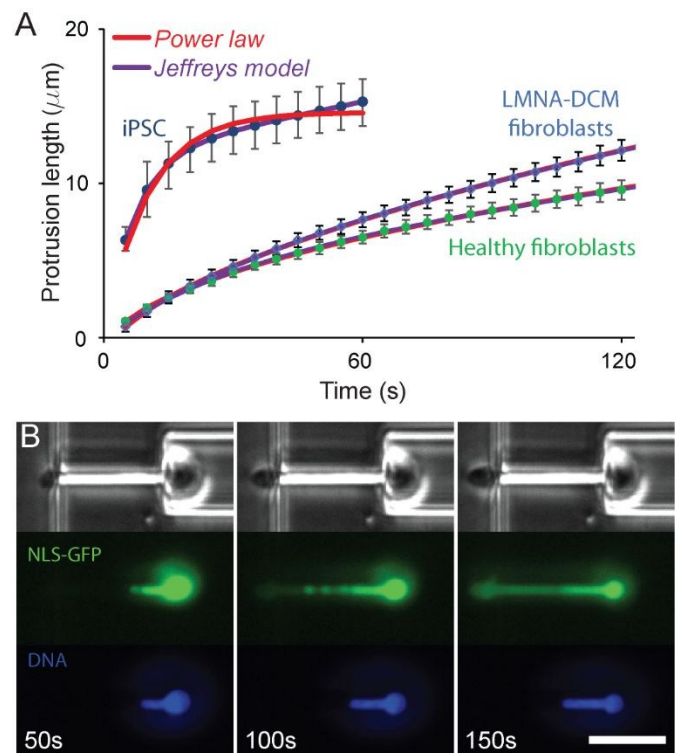 A
20
Power law
Jeffreys model
iPSC
LMNA-DCM
fibroblasts
10
Healthy fibroblasts
0
0
60
120
Protrusion length (μm)
Time (s)
B
NLS-GFP
DNA
50s
100s
150s